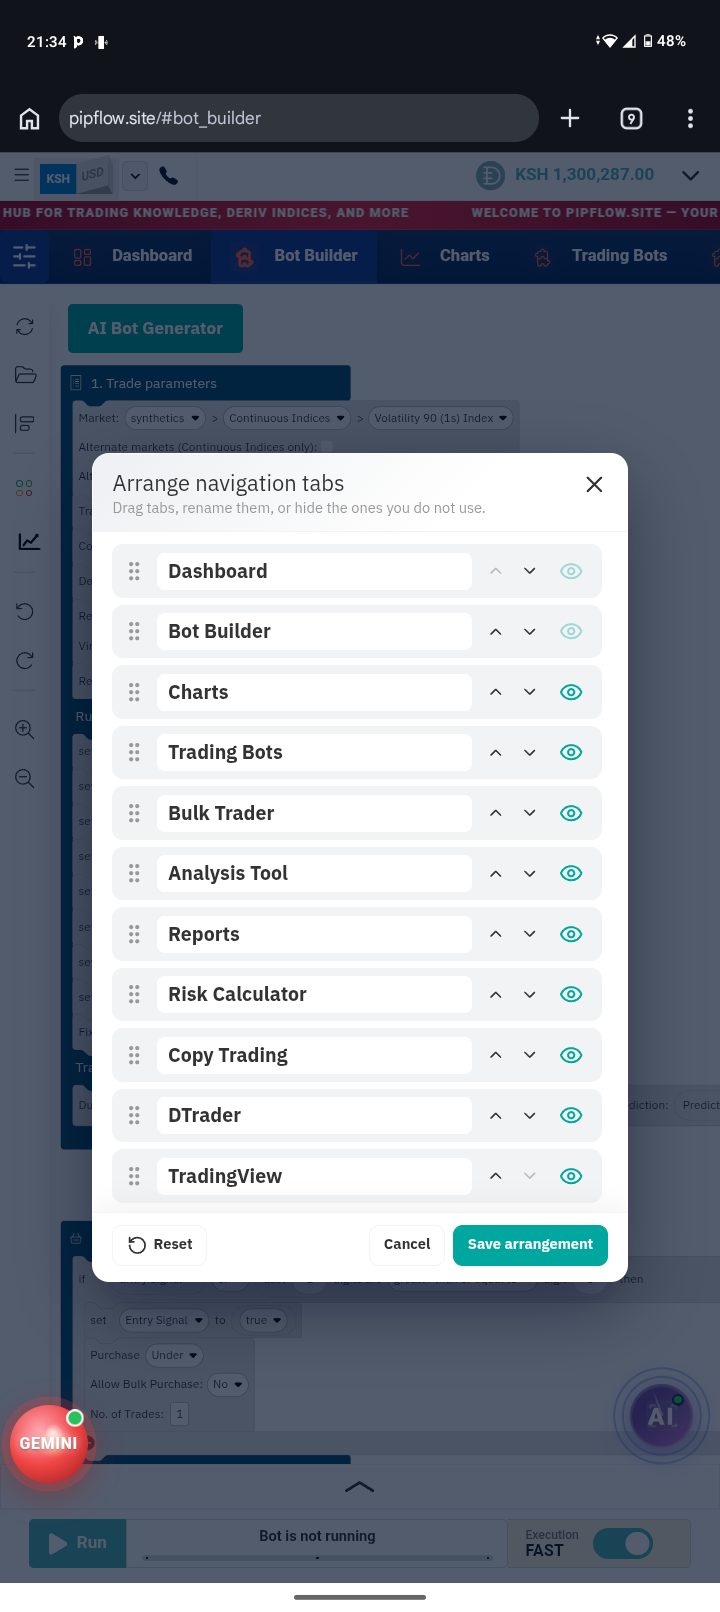 21:34
48%
pipflow.site/#bot_builder
9
KSH USD
KSH 1,300,287.00
HUB FOR TRADING KNOWLEDGE, DERIV INDICES, AND MORE WELCOME TO PIPFLOW.SITE — YOUR
Dashboard Bot Builder Charts Trading Bots
AI Bot Generator
1. Trade parameters
Market: synthetics > Continuous Indices > Volatility 90 (1s) Index
Alternate markets (Continuous Indices only):
Arrange navigation tabs
Drag tabs, rename them, or hide the ones you do not use.
Dashboard
Bot Builder
Charts
Trading Bots
Bulk Trader
Analysis Tool
Reports
Risk Calculator
Copy Trading
DTrader
TradingView
Reset Cancel Save arrangement
if then
set Entry Signal to true
Purchase Under
Allow Bulk Purchase: No
No. of Trades: 1
GEMINI
AI
Run
Bot is not running
Execution
FAST